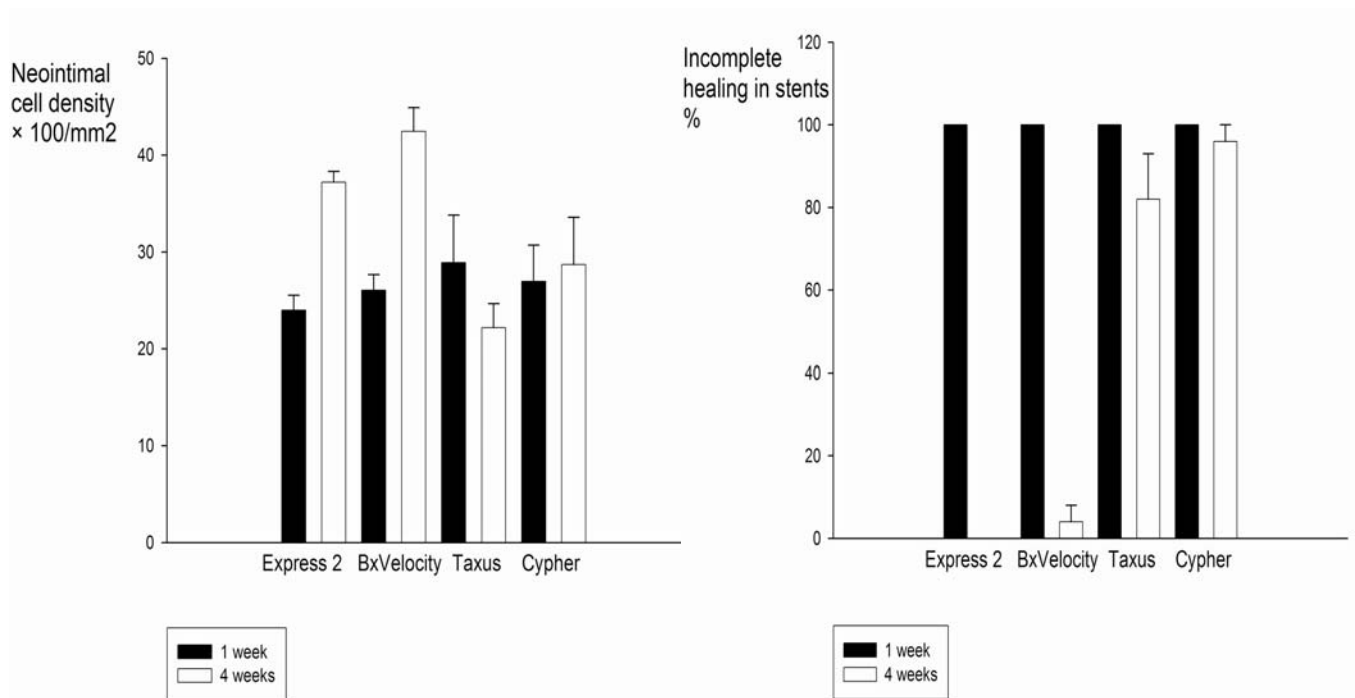 Neointimal
cell density
× 100/mm2
50
40
30
20
10
0
Express 2 BxVelocity Taxus Cypher
1 week
4 weeks
Incomplete
healing in stents
%
120
100
80
60
40
20
0
Express 2 BxVelocity Taxus Cypher
1 week
4 weeks